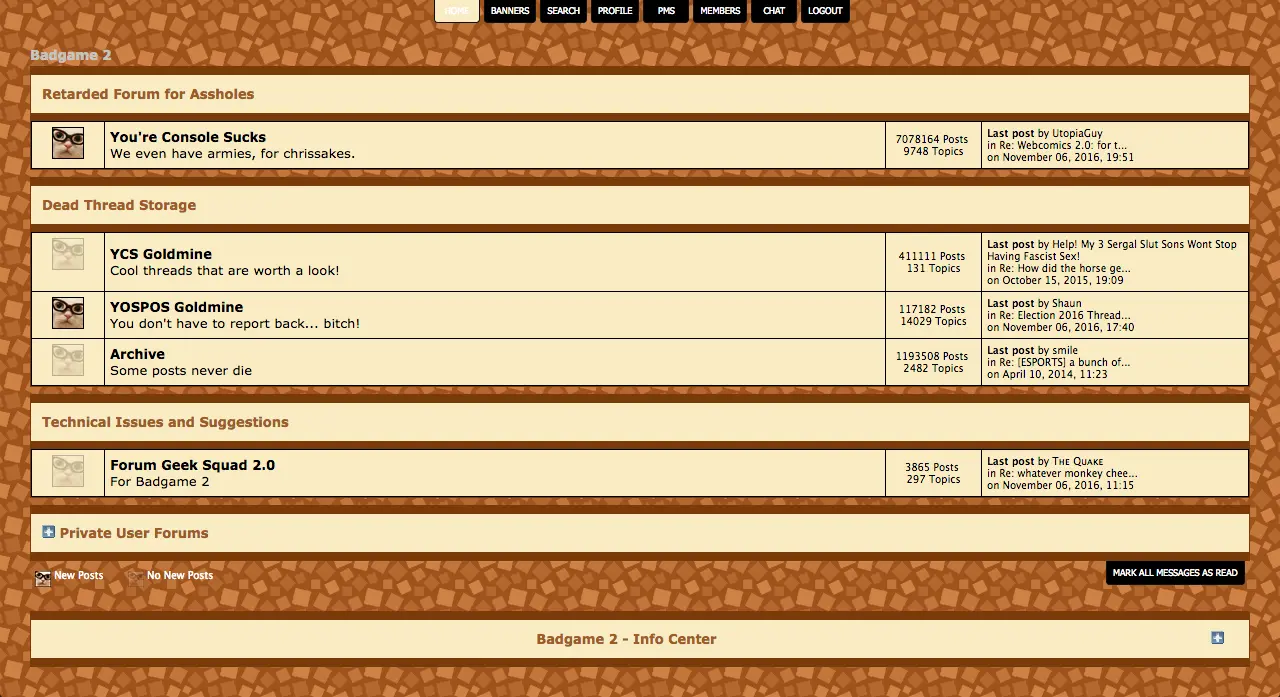 HOME BANNERS SEARCH PROFILE PMS MEMBERS CHAT LOGOUT
Badgame 2
Retarded Forum for Assholes
You're Console Sucks
We even have armies, for chrissakes.
7078164 Posts
9748 Topics
Last post by UtopiaGuy
in Re: Webcomics 2.0: for t...
on November 06, 2016, 19:51
Dead Thread Storage
YCS Goldmine
Cool threads that are worth a look!
411111 Posts
131 Topics
Last post by Help! My 3 Sergal Slut Sons Wont Stop
Having Fascist Sex!
in Re: How did the horse ge...
on October 15, 2015, 19:09
YOSPOS Goldmine
You don't have to report back... bitch!
117182 Posts
14029 Topics
Last post by Shaun
in Re: Election 2016 Thread...
on November 06, 2016, 17:40
Archive
Some posts never die
1193508 Posts
2482 Topics
Last post by smile
in Re: [ESPORTS] a bunch of...
on April 10, 2014, 11:23
Technical Issues and Suggestions
Forum Geek Squad 2.0
For Badgame 2
3865 Posts
297 Topics
Last post by The Quake
in Re: whatever monkey chee...
on November 06, 2016, 11:15
Private User Forums
New Posts No New Posts
MARK ALL MESSAGES AS READ
Badgame 2 - Info Center